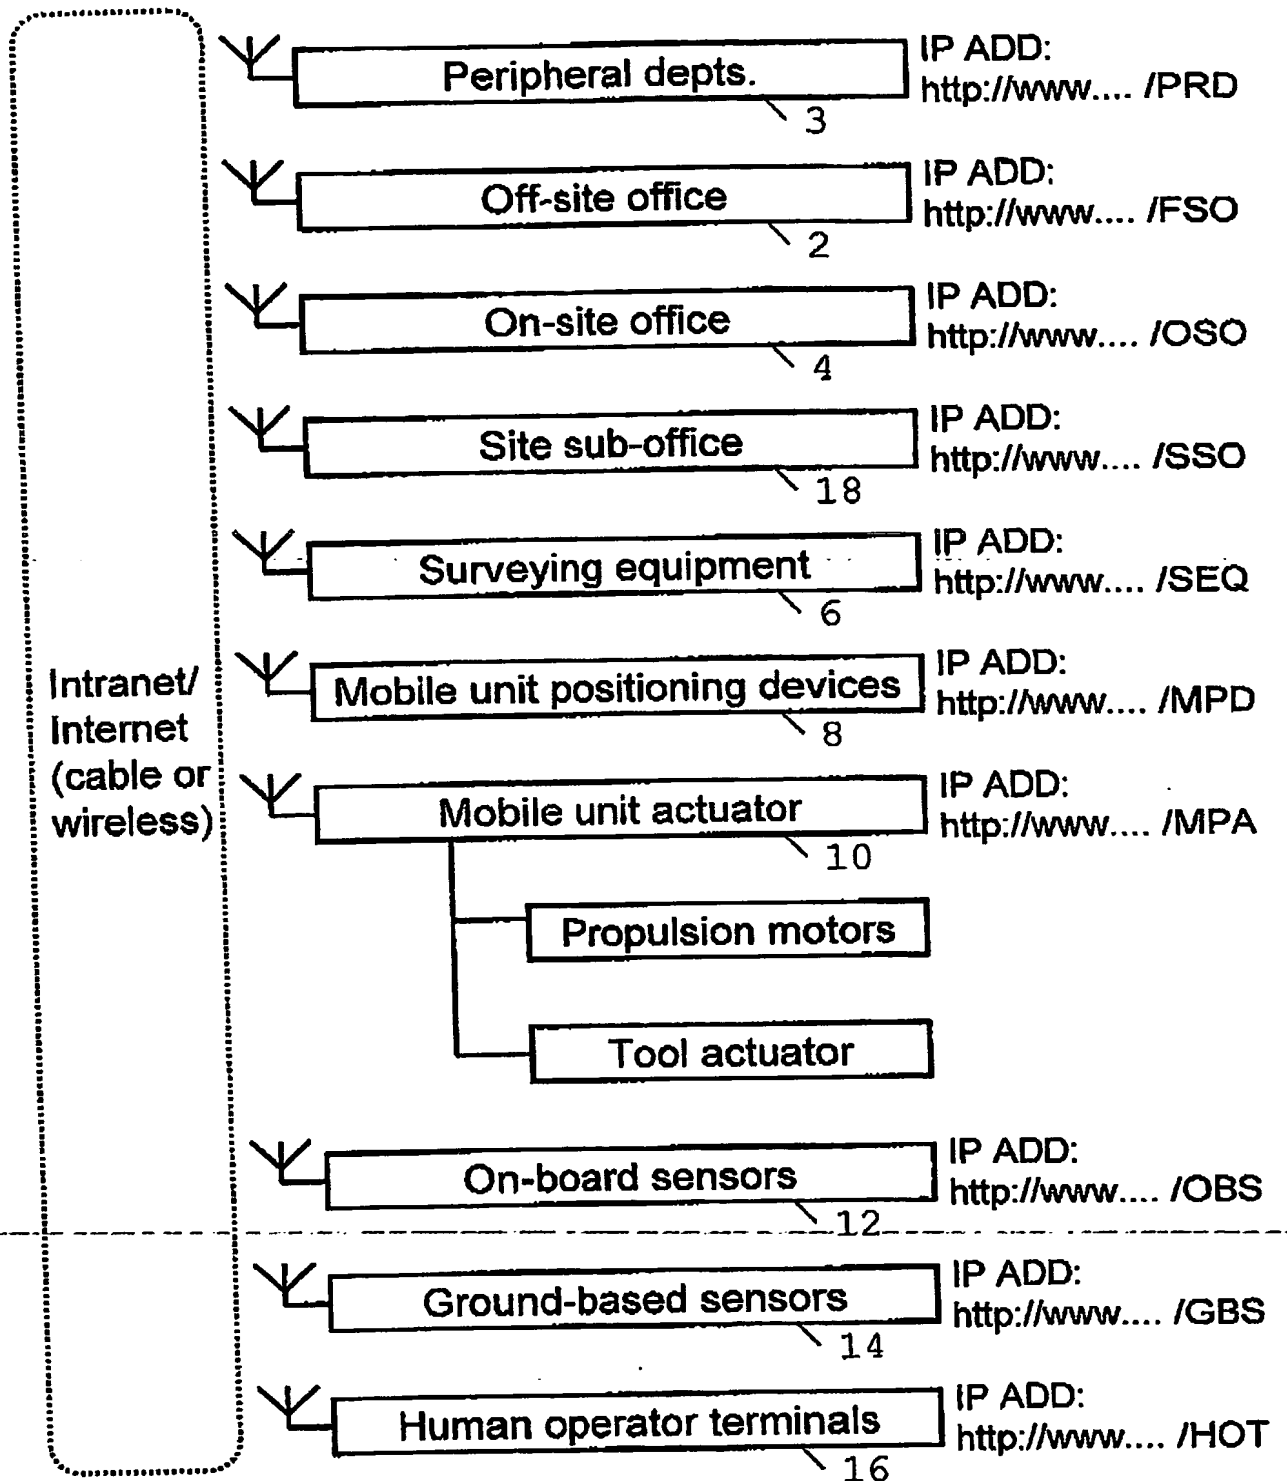 Peripheral depts.
3
IP ADD:
http://www.... /PRD
Off-site office
2
IP ADD:
http://www.... /FSO
On-site office
4
IP ADD:
http://www.... /OSO
Site sub-office
18
IP ADD:
http://www.... /SSO
Surveying equipment
6
IP ADD:
http://www.... /SEQ
Intranet/
Internet
(cable or
wireless)
Mobile unit positioning devices
8
IP ADD:
http://www.... /MPD
Mobile unit actuator
10
IP ADD:
http://www.... /MPA
Propulsion motors
Tool actuator
On-board sensors
12
IP ADD:
http://www.... /OBS
Ground-based sensors
14
IP ADD:
http://www.... /GBS
Human operator terminals
16
IP ADD:
http://www.... /HOT